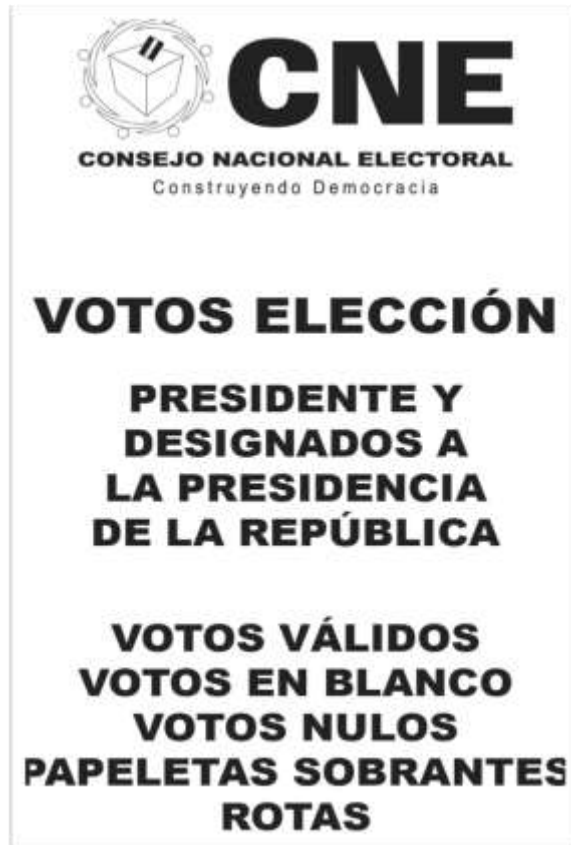 CNE
CONSEJO NACIONAL ELECTORAL
Construyendo Democracia
VOTOS ELECCIÓN
PRESIDENTE Y
DESIGNADOS A
LA PRESIDENCIA
DE LA REPÚBLICA
VOTOS VÁLIDOS
VOTOS EN BLANCO
VOTOS NULOS
PAPELETAS SOBRANTES
ROTAS